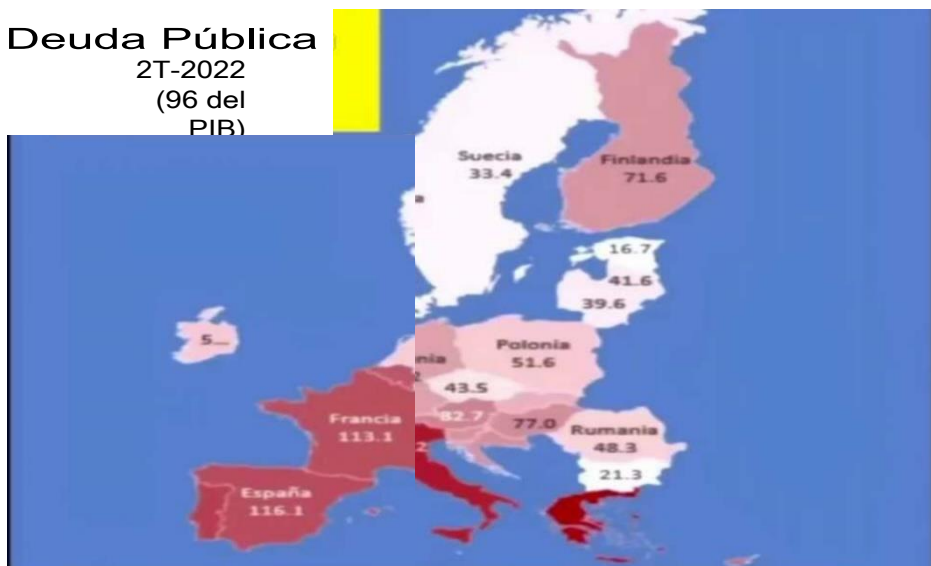 Deuda Pública
2T-2022
(96 del
PIB)
Suecia
33.4
Finlandia
71.6
16.7
41.6
39.6
5...
Polonia
51.6
nia
43.5
82.7
77.0
Francia
113.1
Rumania
48.3
21.3
España
116.1